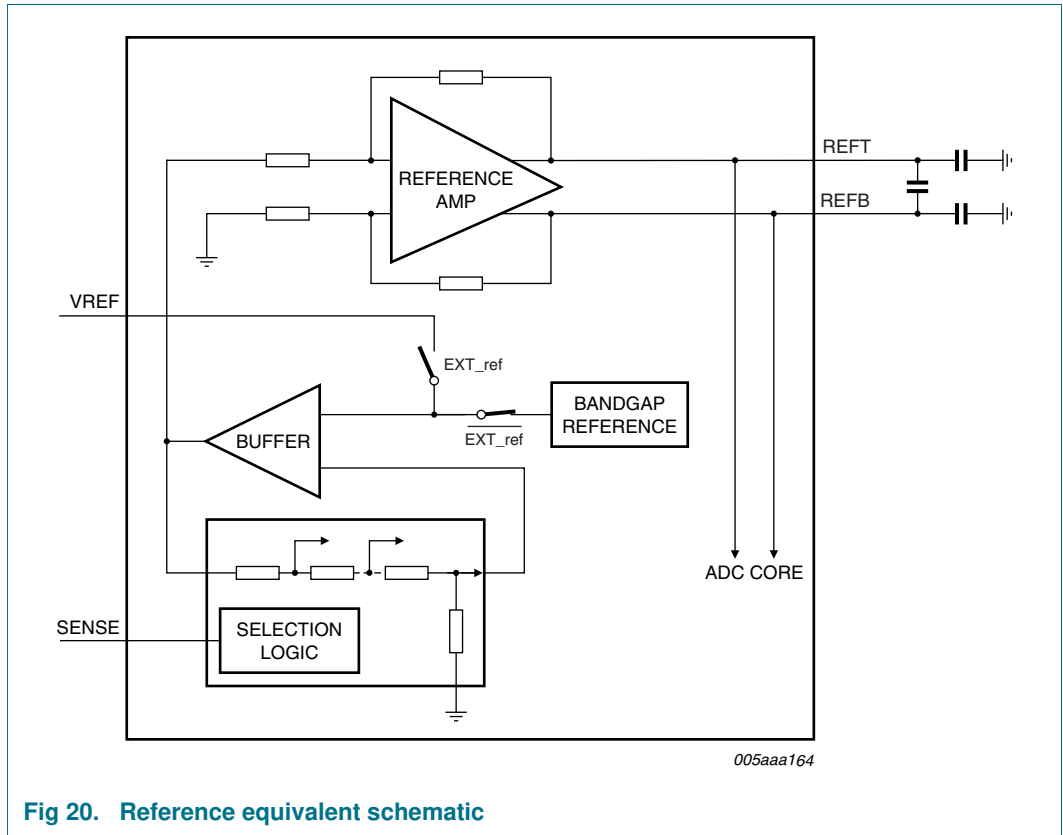 REFERENCE
AMP
REFT
REFB
VREF
EXT_ref
BANDGAP
REFERENCE
EXT_ref
BUFFER
ADC CORE
SENSE
SELECTION
LOGIC
005aaa164
Fig 20. Reference equivalent schematic